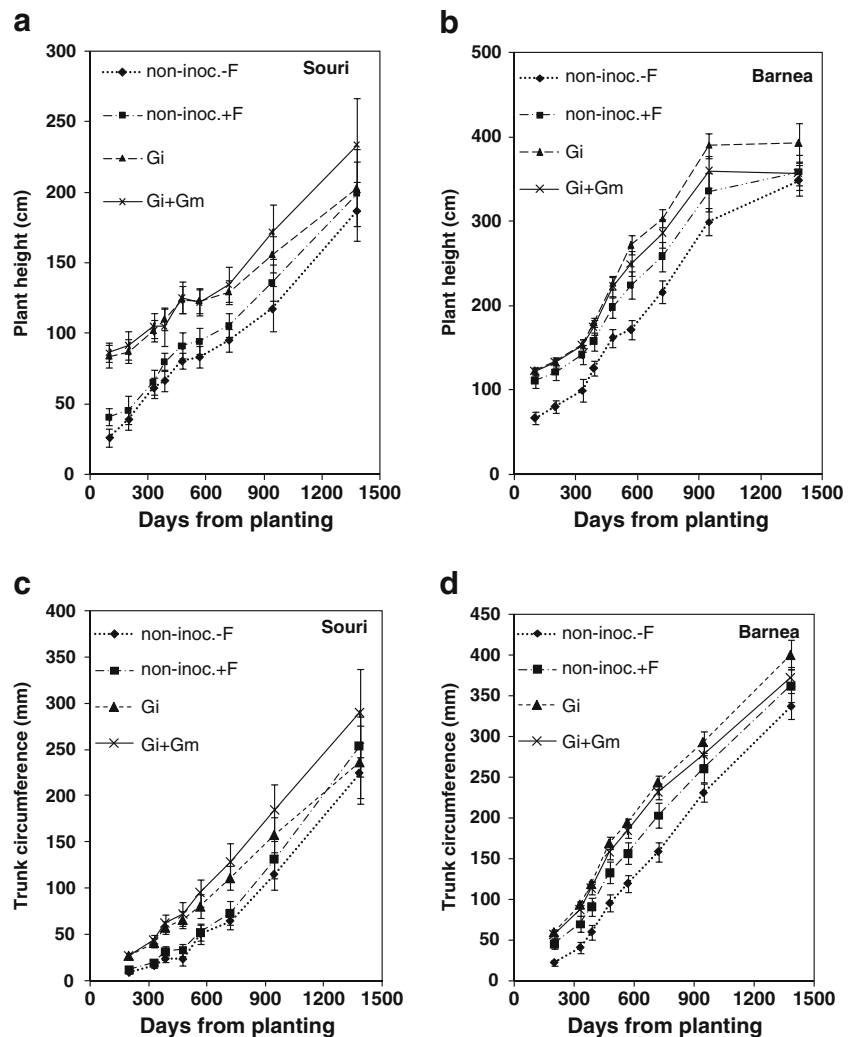 a
300
250
200
150
100
50
0
Plant height (cm)
non-inoc.-F
non-inoc.+F
Gi
Gi+Gm
Souri
0 300 600 900 1200 1500
Days from planting
b
500
400
300
200
100
0
Plant height (cm)
non-inoc.-F
non-inoc.+F
Gi
Gi+Gm
Barnea
0 300 600 900 1200 1500
Days from planting
c
400
350
300
250
200
150
100
50
0
Trunk circumference (mm)
non-inoc.-F
non-inoc.+F
Gi
Gi+Gm
Souri
0 300 600 900 1200 1500
Days from planting
d
450
400
350
300
250
200
150
100
50
0
Trunk circumference (mm)
non-inoc.-F
non-inoc.+F
Gi
Gi+Gm
Barnea
0 300 600 900 1200 1500
Days from planting